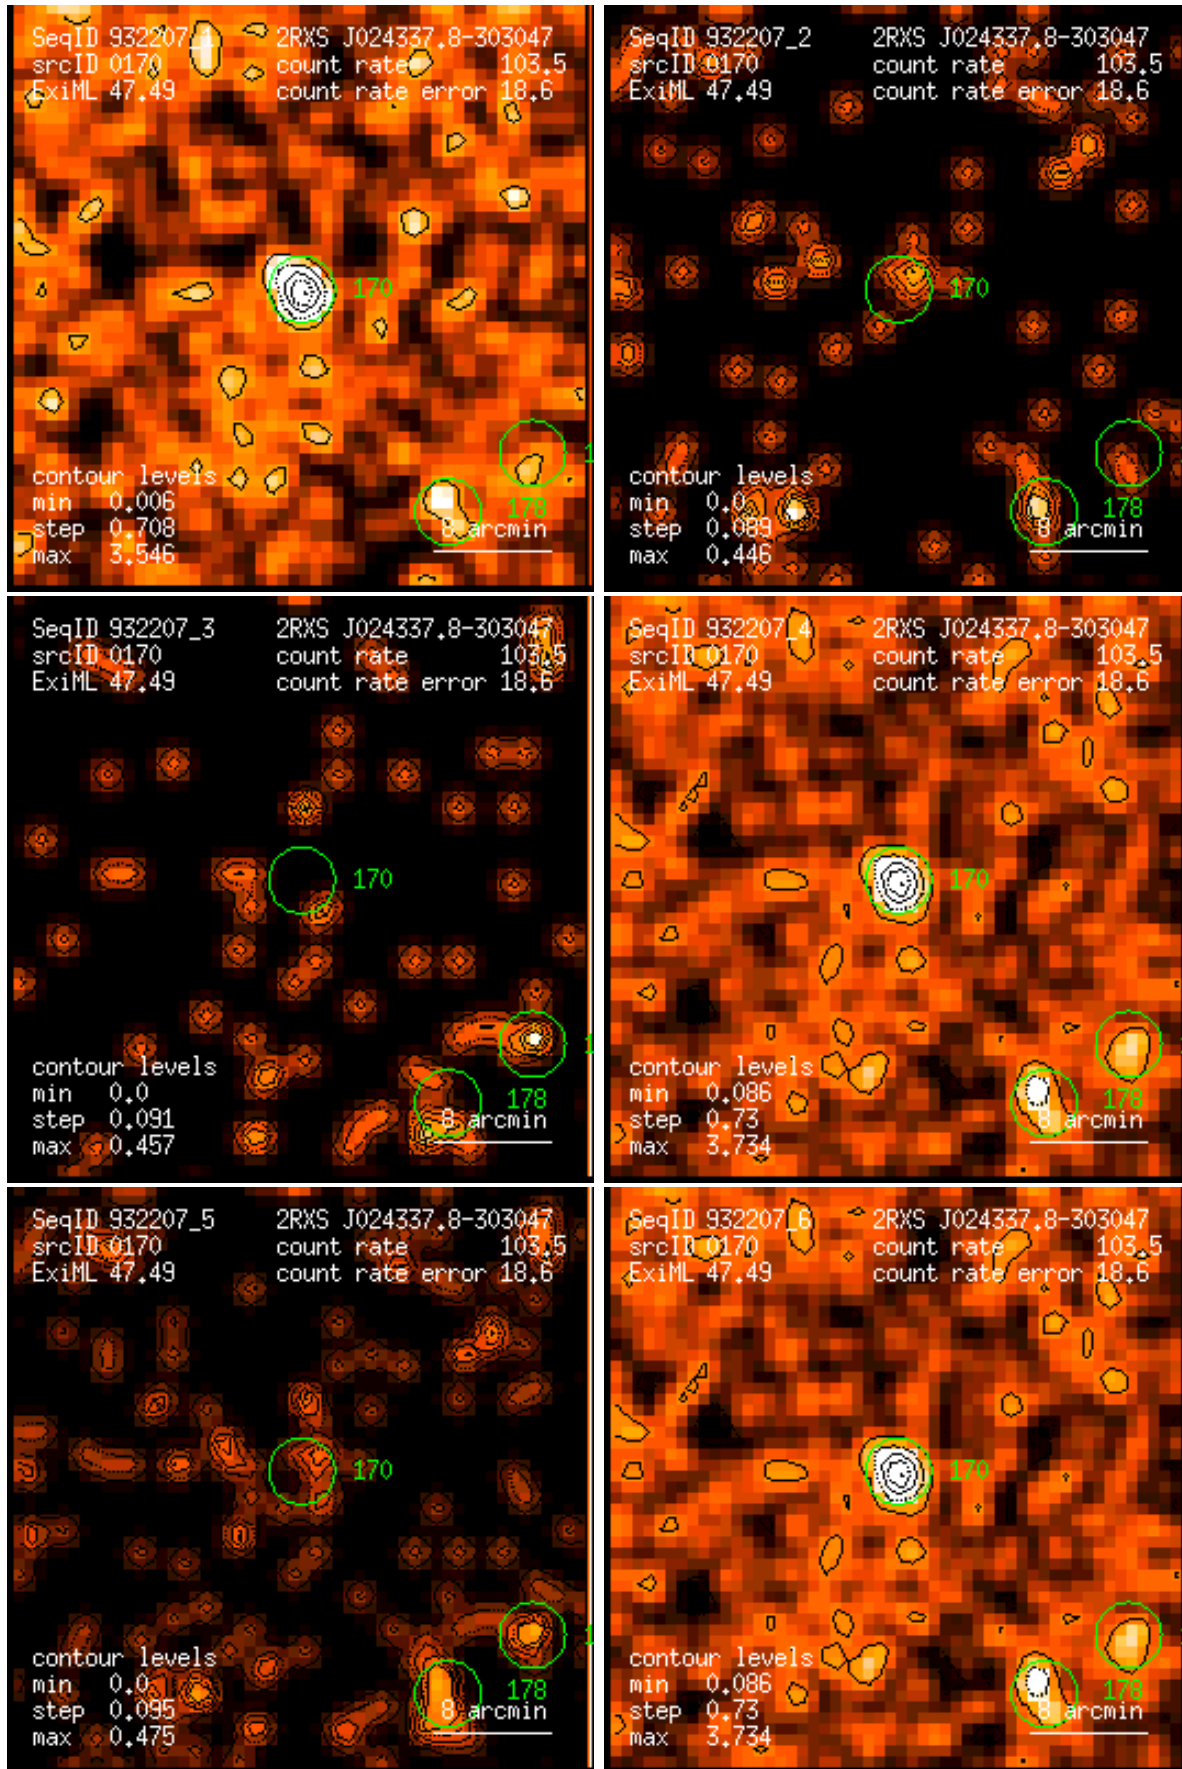 SeqID 932207_1 2RXS J024337.8-303047
srcID 0170 count rate 103.5
ExiML 47.49 count rate error 18.6
170
1
contour levels
min 0.006
178
step 0.708 8 arcmin
max 3.546
SeqID 932207_2 2RXS J024337.8-303047
srcID 0170 count rate 103.5
ExiML 47.49 count rate error 18.6
170
contour levels
min 0.0
178
step 0.089 8 arcmin
max 0.446
SeqID 932207_3 2RXS J024337.8-303047
srcID 0170 count rate 103.5
ExiML 47.49 count rate error 18.6
170
1
contour levels
min 0.0
178
step 0.091 8 arcmin
max 0.457
SeqID 932207_4 2RXS J024337.8-303047
srcID 0170 count rate 103.5
ExiML 47.49 count rate error 18.6
170
contour levels
min 0.086
178
step 0.73 8 arcmin
max 3.734
SeqID 932207_5 2RXS J024337.8-303047
srcID 0170 count rate 103.5
ExiML 47.49 count rate error 18.6
170
1
contour levels
min 0.0
178
step 0.095 8 arcmin
max 0.475
SeqID 932207_6 2RXS J024337.8-303047
srcID 0170 count rate 103.5
ExiML 47.49 count rate error 18.6
170
contour levels
min 0.086
178
step 0.73 8 arcmin
max 3.734